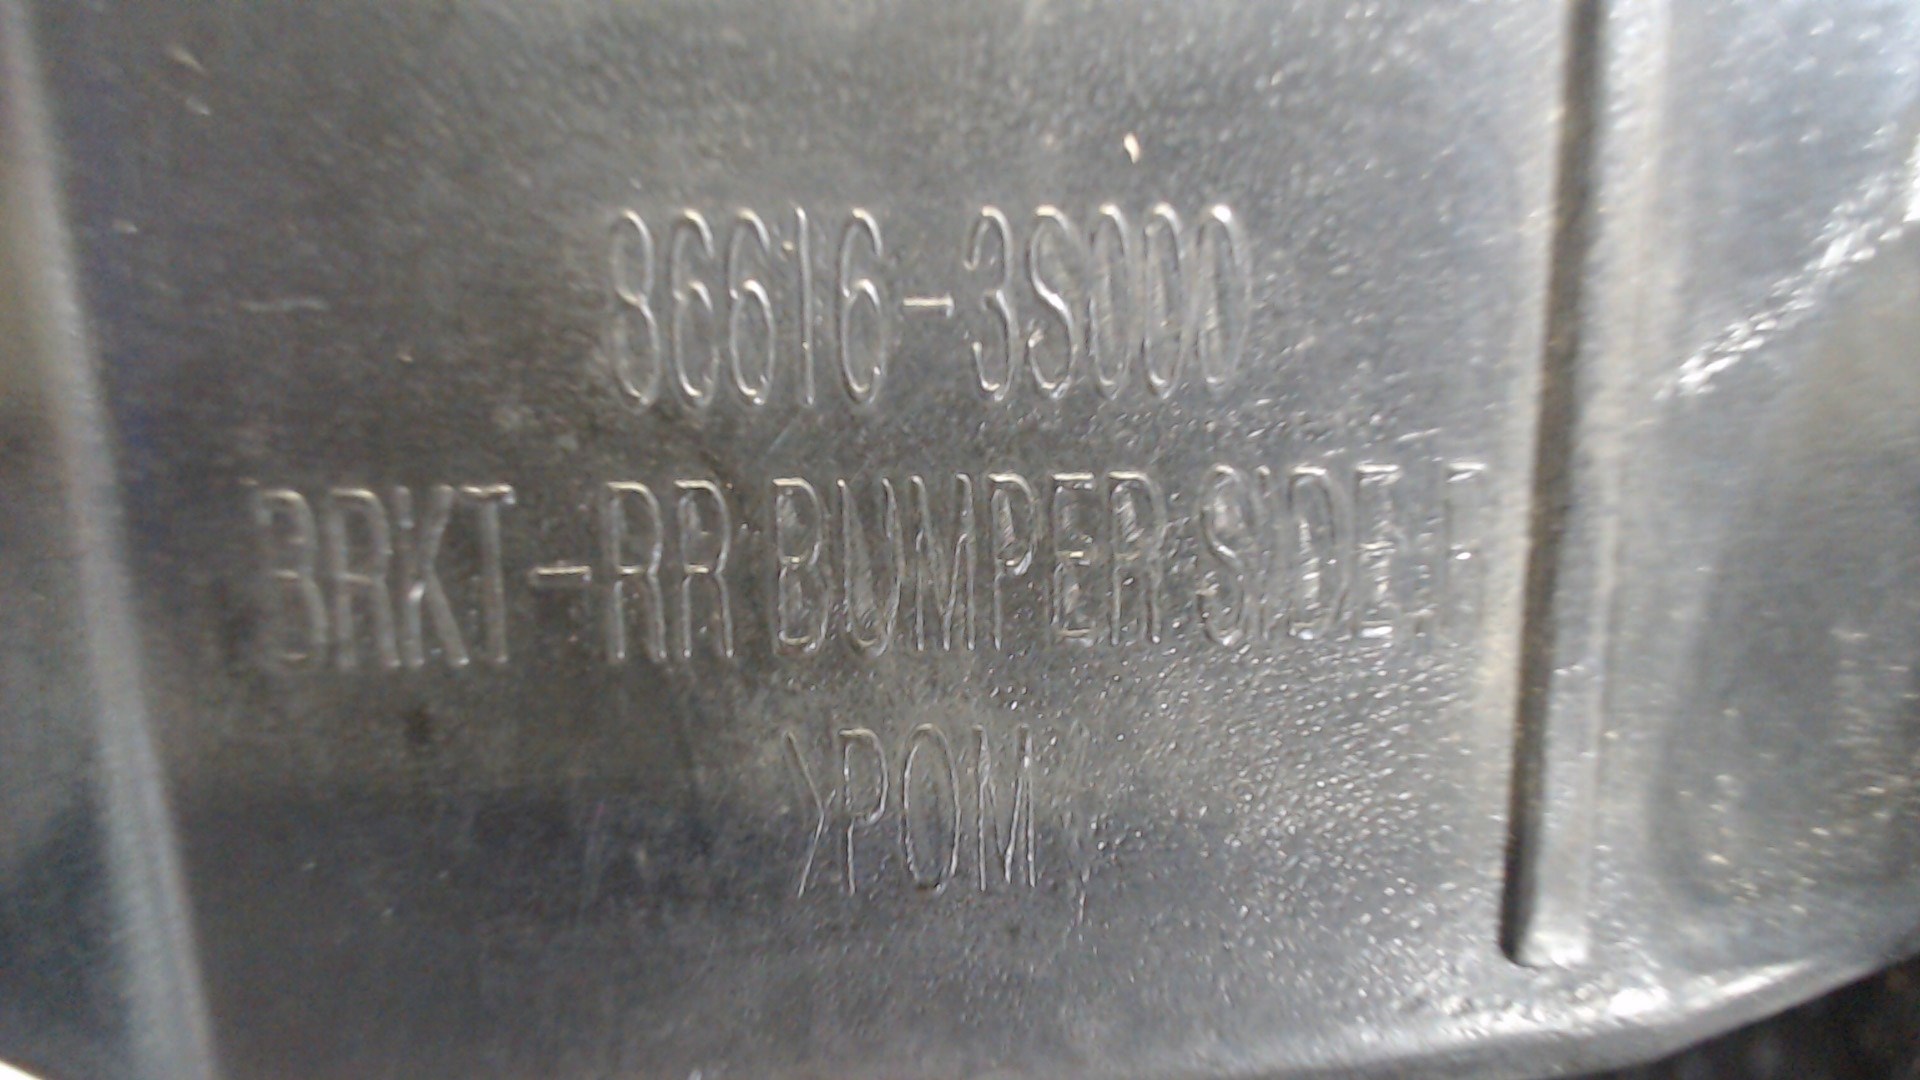 86616-3S000
BRKT-RR BUMPER SIDE,R
>POM<